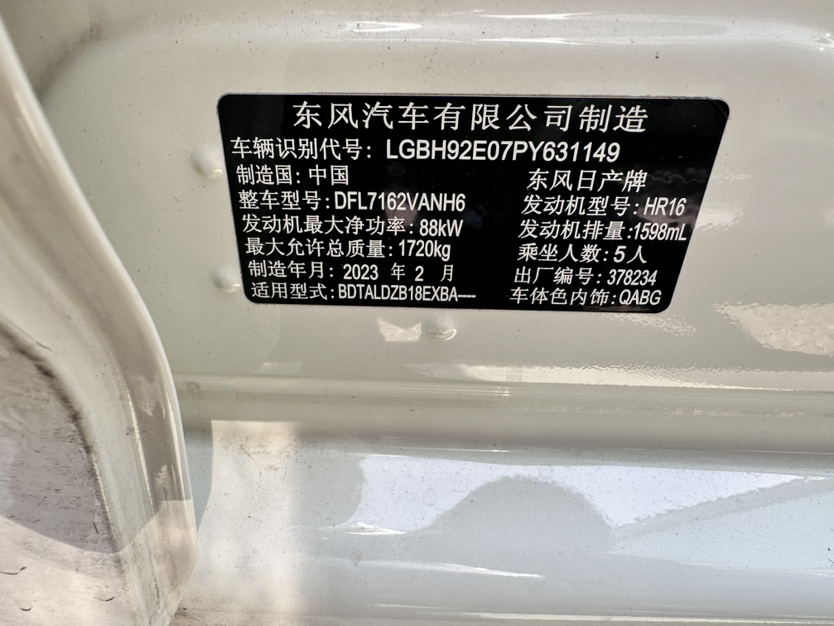 东风汽车有限公司制造
车辆识别代号: LGBH92E07PY631149
制造国: 中国 东风日产牌
整车型号: DFL7162VANH6 发动机型号: HR16
发动机最大净功率: 88kW 发动机排量: 1598mL
最大允许总质量: 1720kg 乘坐人数: 5人
制造年月: 2023 年 2 月 出厂编号: 378234
适用型式: BDTALDZB18EXBA---- 车体色内饰: QABG